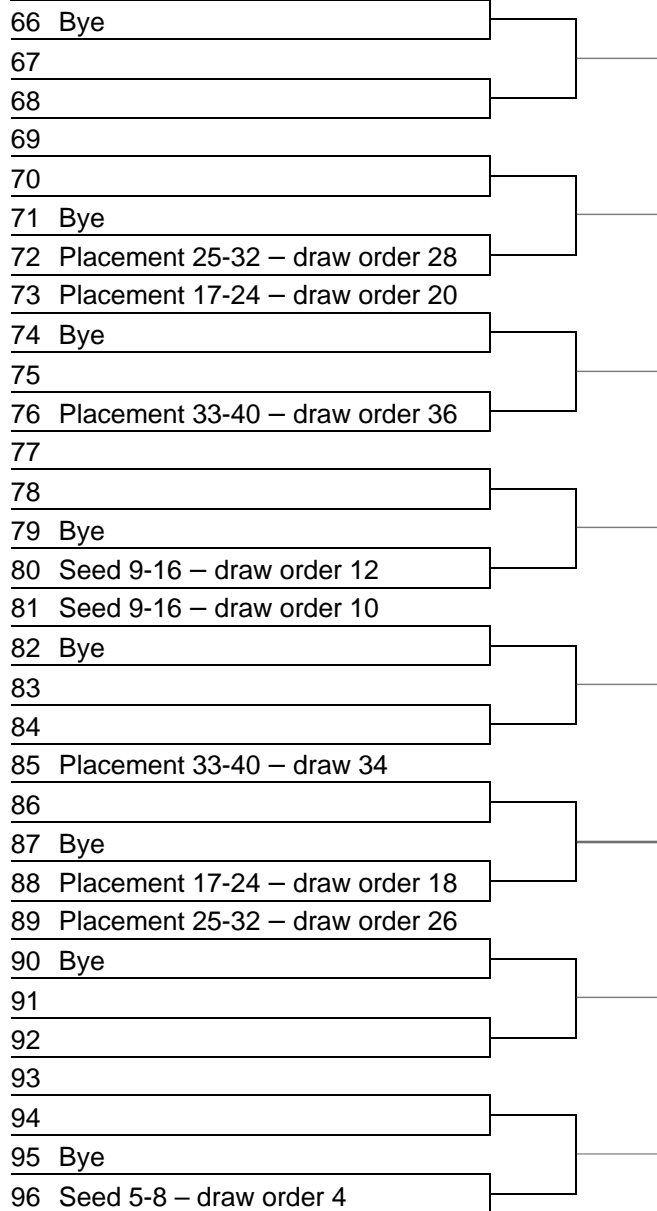 66 Bye
67
68
69
70
71 Bye
72 Placement 25-32 – draw order 28
73 Placement 17-24 – draw order 20
74 Bye
75
76 Placement 33-40 – draw order 36
77
78
79 Bye
80 Seed 9-16 – draw order 12
81 Seed 9-16 – draw order 10
82 Bye
83
84
85 Placement 33-40 – draw 34
86
87 Bye
88 Placement 17-24 – draw order 18
89 Placement 25-32 – draw order 26
90 Bye
91
92
93
94
95 Bye
96 Seed 5-8 – draw order 4